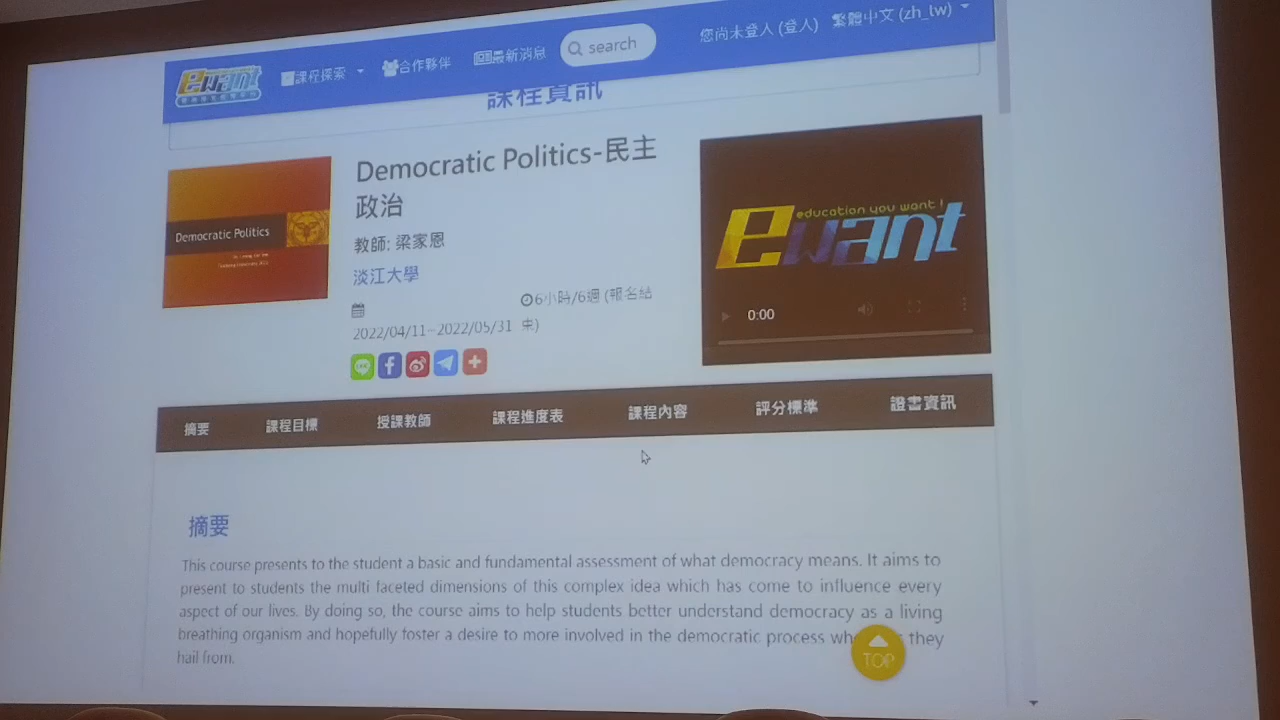 ewant
課程探索
合作夥伴
最新消息
search
您尚未登入 (登入)
繁體中文 (zh_tw)
課程資訊
Democratic Politics
Democratic Politics-民主
政治
教師: 梁家恩
淡江大學
2022/04/11~2022/05/31
6小時/6週 (報名結
束)
education you want !
ewant
0:00
摘要
課程目標
授課教師
課程進度表
課程內容
評分標準
證書資訊
摘要
This course presents to the student a basic and fundamental assessment of what democracy means. It aims to
present to students the multi faceted dimensions of this complex idea which has come to influence every
aspect of our lives. By doing so, the course aims to help students better understand democracy as a living
breathing organism and hopefully foster a desire to more involved in the democratic process they
hail from.
TOP